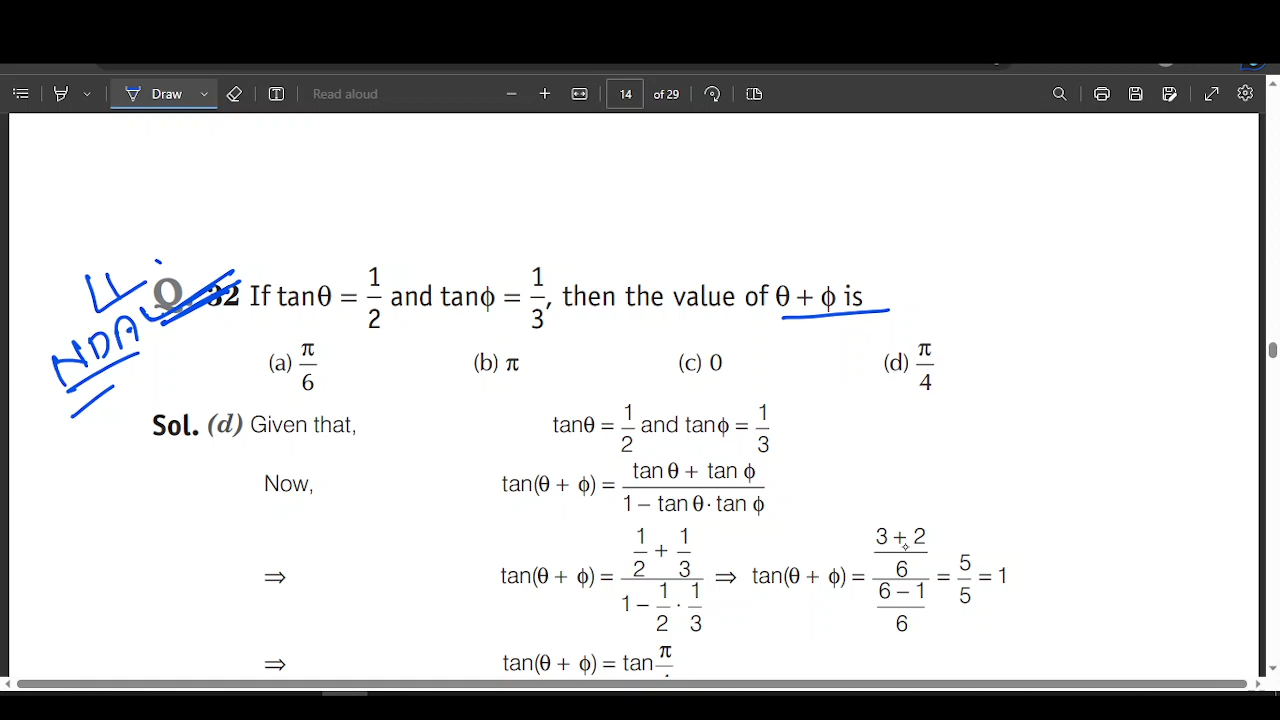 Draw
Read aloud
14 of 29
Q. 32 If tanθ = 1/2 and tanϕ = 1/3, then the value of θ + ϕ is
NDA
(a) π/6 (b) π (c) 0 (d) π/4
Sol. (d) Given that, tanθ = 1/2 and tanϕ = 1/3
Now, tan(θ + ϕ) = (tan θ + tan ϕ)/(1 – tan θ · tan ϕ)
⇒ tan(θ + ϕ) = (1/2 + 1/3)/(1 – 1/2 · 1/3) ⇒ tan(θ + ϕ) = ((3 + 2)/6)/((6 – 1)/6) = 5/5 = 1
⇒ tan(θ + ϕ) = tan π